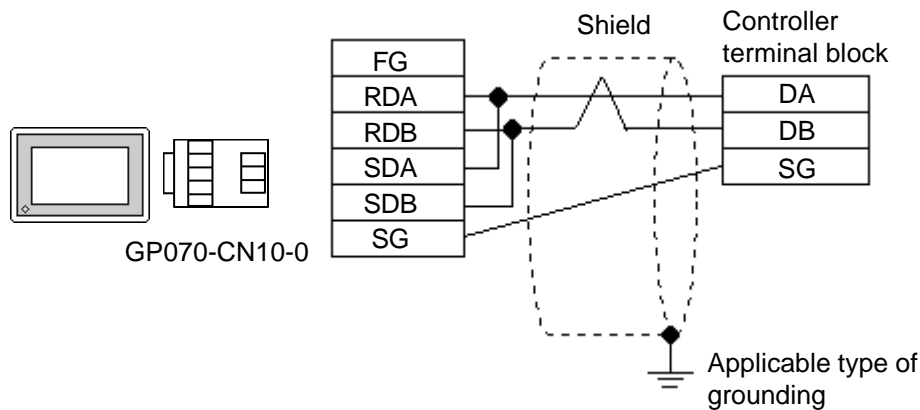 Shield
Controller
terminal block
FG
RDA
RDB
SDA
SDB
SG
DA
DB
SG
GP070-CN10-0
Applicable type of
grounding